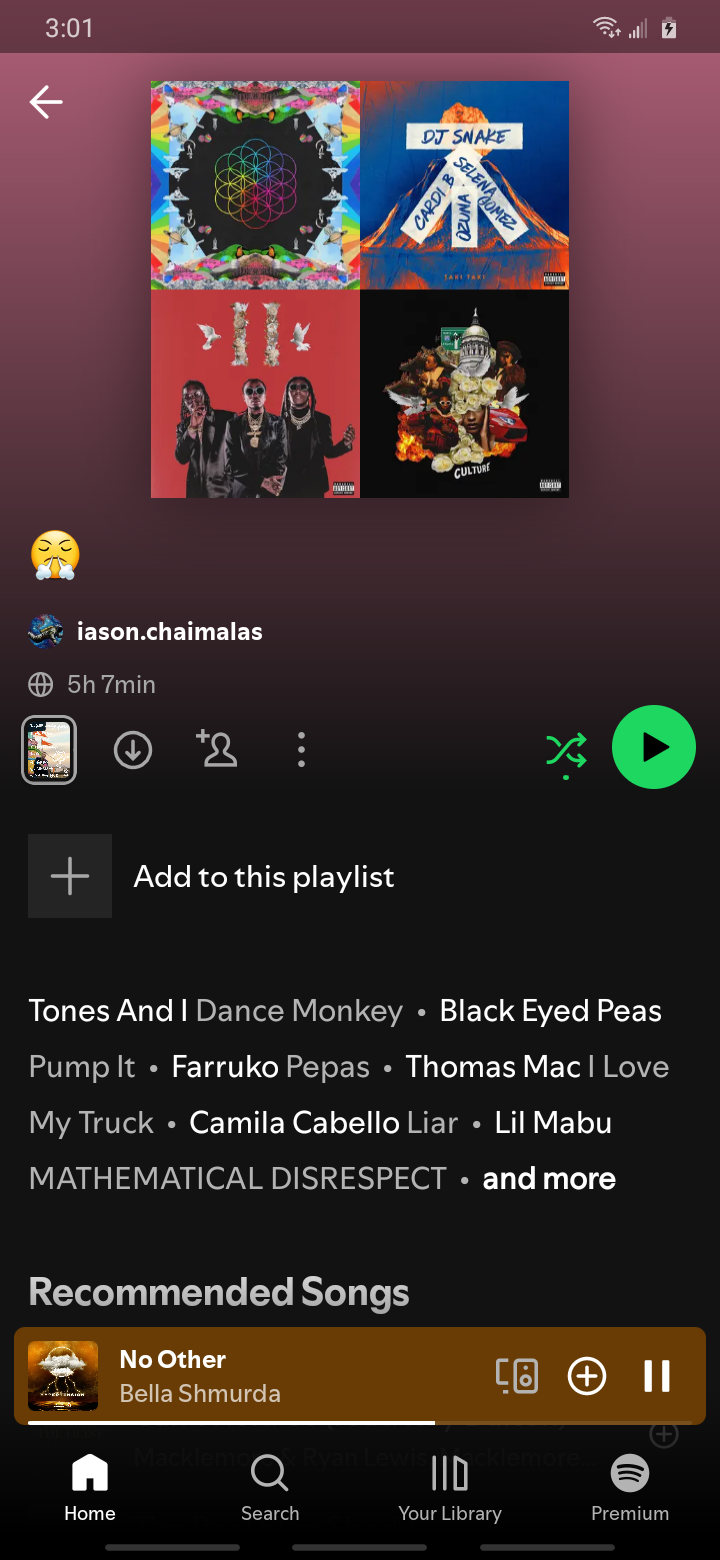 3:01
DJ SNAKE
SELENA GOMEZ
CARDI B
OZUNA
TAKI TAKI
CULTURE
😤
iason.chaimalas
5h 7min
Add to this playlist
Tones And I Dance Monkey • Black Eyed Peas
Pump It • Farruko Pepas • Thomas Mac I Love
My Truck • Camila Cabello Liar • Lil Mabu
MATHEMATICAL DISRESPECT • and more
Recommended Songs
No Other
Bella Shmurda
Macklemore & Ryan Lewis, Macklemore...
Home
Search
Your Library
Premium